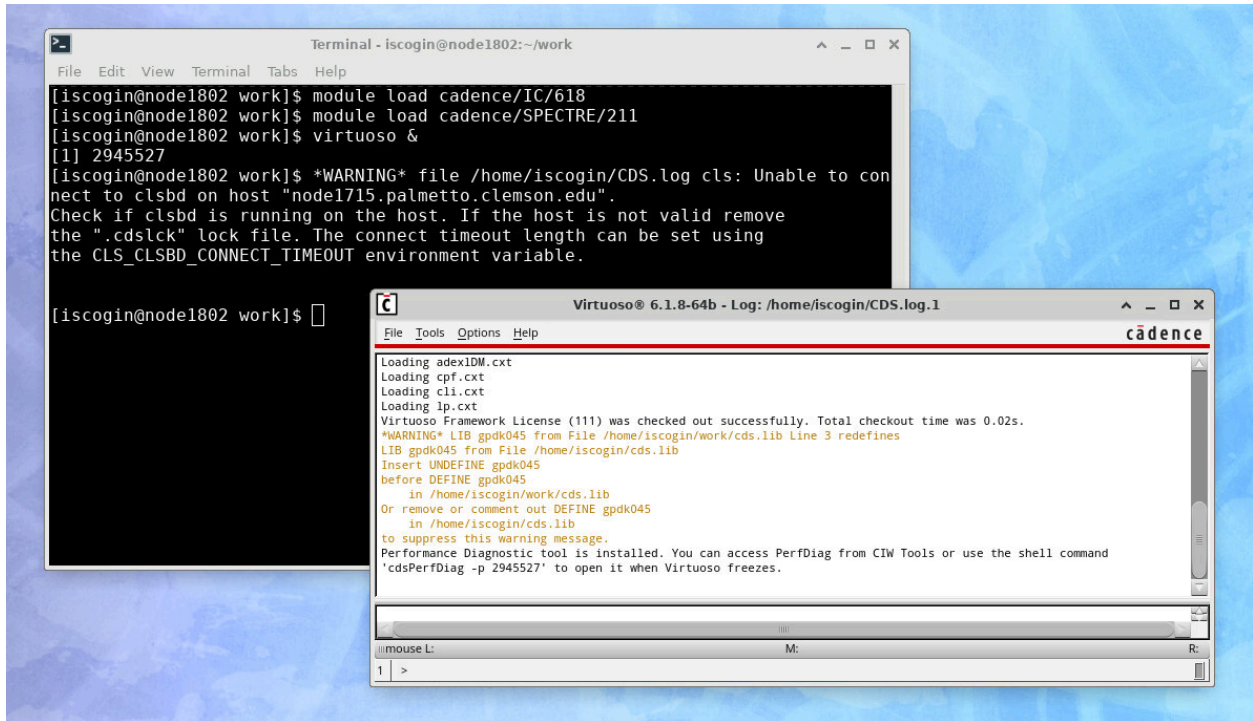 Terminal - iscogin@node1802:~/work
File Edit View Terminal Tabs Help
[iscogin@node1802 work]$ module load cadence/IC/618
[iscogin@node1802 work]$ module load cadence/SPECTRE/211
[iscogin@node1802 work]$ virtuoso &
[1] 2945527
[iscogin@node1802 work]$ *WARNING* file /home/iscogin/CDS.log cls: Unable to con
nect to clsbd on host "node1715.palmetto.clemson.edu".
Check if clsbd is running on the host. If the host is not valid remove
the ".cdslck" lock file. The connect timeout length can be set using
the CLS_CLSBD_CONNECT_TIMEOUT environment variable.
[iscogin@node1802 work]$
Virtuoso® 6.1.8-64b - Log: /home/iscogin/CDS.log.1
File Tools Options Help
cādence
Loading adexlDM.cxt
Loading cpf.cxt
Loading cli.cxt
Loading lp.cxt
Virtuoso Framework License (111) was checked out successfully. Total checkout time was 0.02s.
*WARNING* LIB gpdk045 from File /home/iscogin/work/cds.lib Line 3 redefines
LIB gpdk045 from File /home/iscogin/cds.lib
Insert UNDEFINE gpdk045
before DEFINE gpdk045
in /home/iscogin/work/cds.lib
Or remove or comment out DEFINE gpdk045
in /home/iscogin/cds.lib
to suppress this warning message.
Performance Diagnostic tool is installed. You can access PerfDiag from CIW Tools or use the shell command
'cdsPerfDiag -p 2945527' to open it when Virtuoso freezes.
mouse L: M: R:
1 >